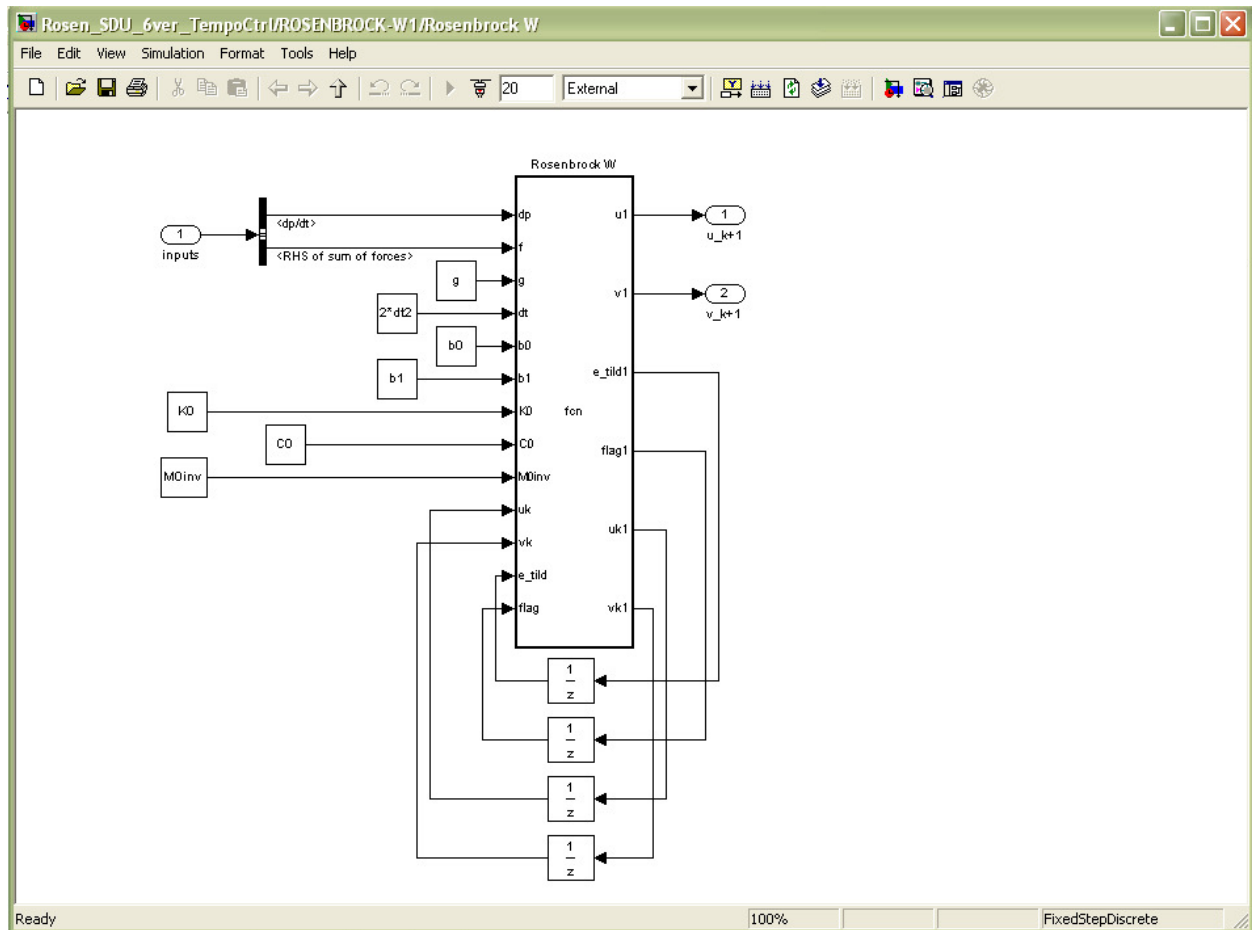 Rosen_SDU_6ver_TempoCtrl/ROSENBROCK-W1/Rosenbrock W
File Edit View Simulation Format Tools Help
20 External
Rosenbrock W
1
inputs
<dp/dt>
<RHS of sum of forces>
g
2*dt2
b0
b1
K0
C0
M0inv
dp
f
g
dt
b0
b1
K0
C0
M0inv
uk
vk
e_tild
flag
fcn
u1
v1
e_tild1
flag1
uk1
vk1
1
u_k+1
2
v_k+1
1
z
1
z
1
z
1
z
Ready 100% FixedStepDiscrete